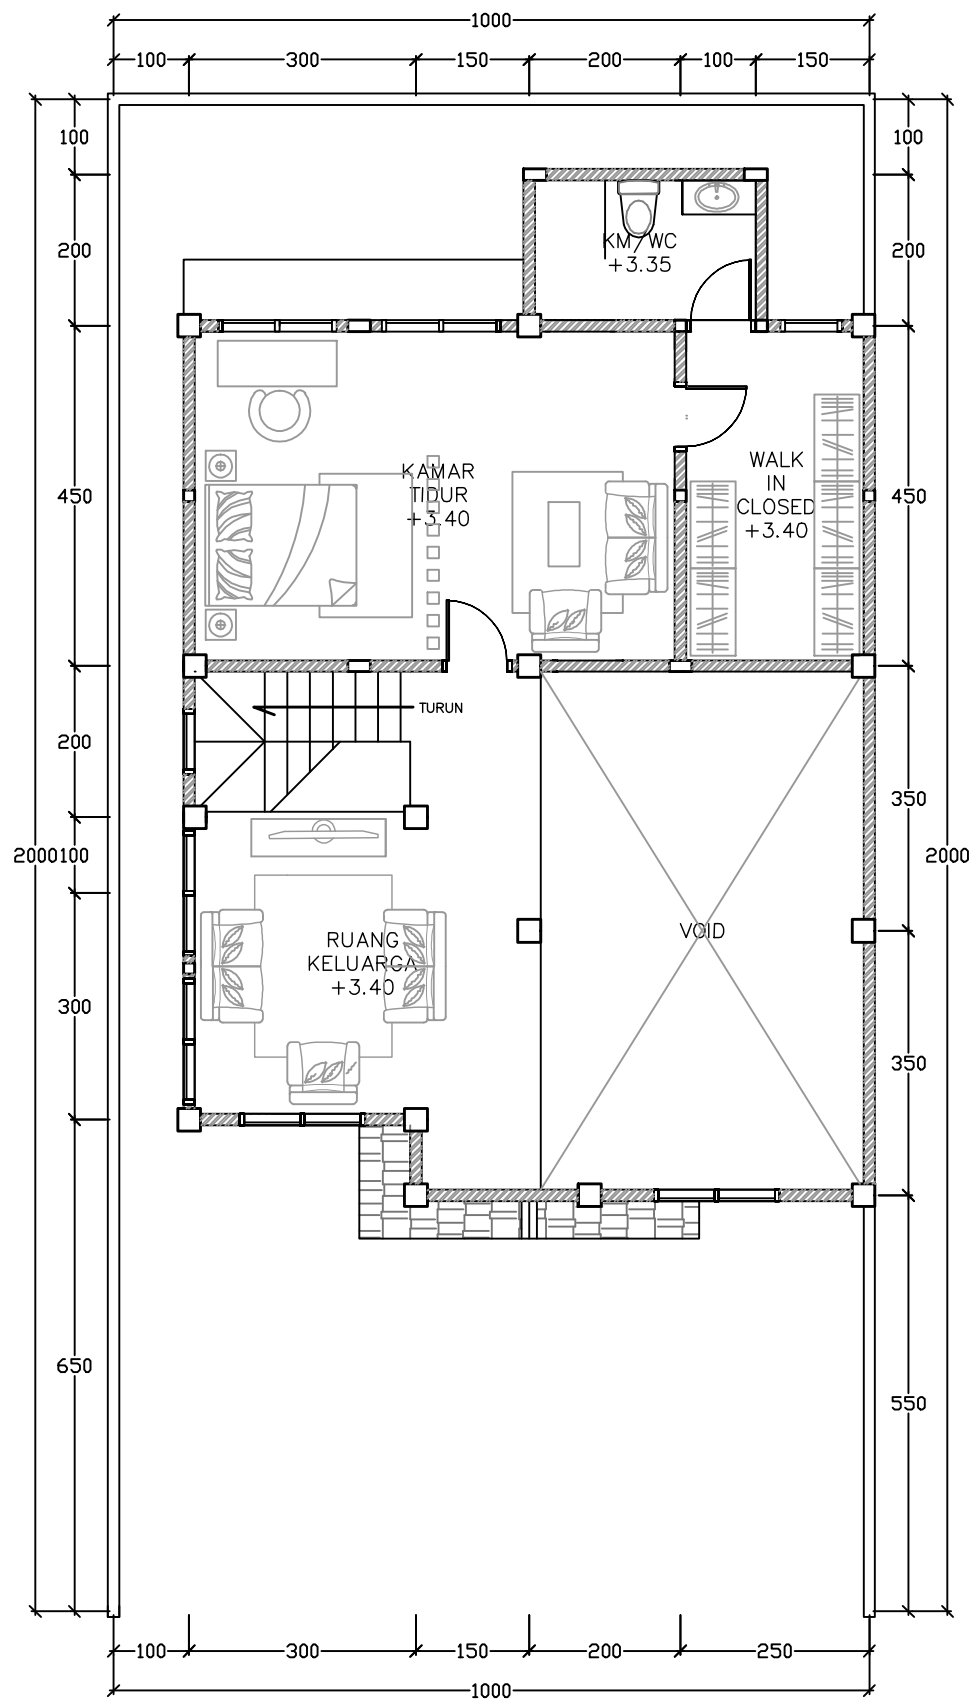 1000
100 300 150 200 100 150
100 100
200 KM/WC 200
+3.35
KAMAR
TIDUR
+3.40
WALK
IN
CLOSED
+3.40
450 450
TURUN
200
350
2000 100 2000
VOID
RUANG
KELUARGA
+3.40
300
350
650
550
100 300 150 200 250
1000